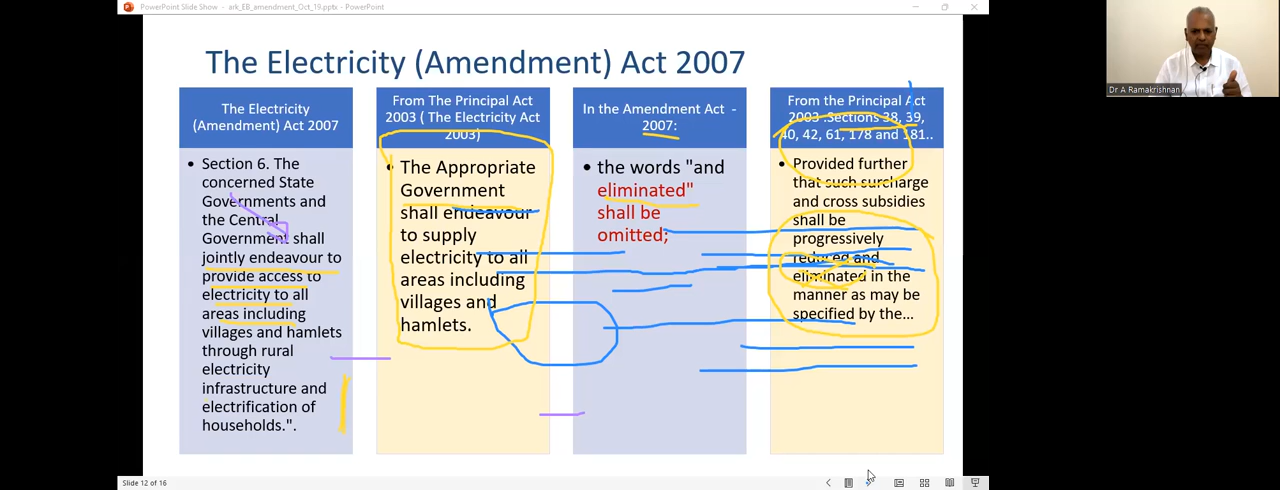 PowerPoint Slide Show - ark_EB_amendment_Oct_19.pptx - PowerPoint
The Electricity (Amendment) Act 2007
The Electricity
(Amendment) Act 2007
• Section 6. The
concerned State
Governments and
the Central
Government shall
jointly endeavour to
provide access to
electricity to all
areas including
villages and hamlets
through rural
electricity
infrastructure and
electrification of
households.".
From The Principal Act
2003 ( The Electricity Act
2003)
• The Appropriate
Government
shall endeavour
to supply
electricity to all
areas including
villages and
hamlets.
In the Amendment Act -
2007:
• the words "and
eliminated"
shall be
omitted;
From the Principal Act
2003 :Sections 38, 39,
40, 42, 61, 178 and 181..
• Provided further
that such surcharge
and cross subsidies
shall be
progressively
reduced and
eliminated in the
manner as may be
specified by the...
Dr A Ramakrishnan
Slide 12 of 16